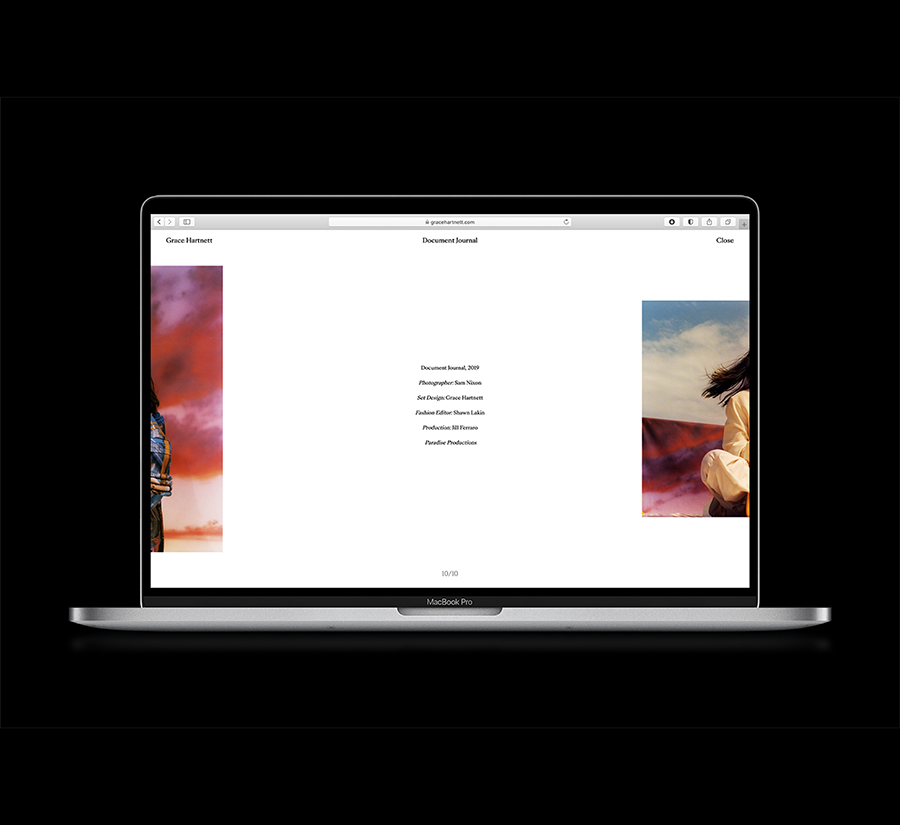 gracehartnett.com
Grace Hartnett
Document Journal
Close
Document Journal, 2019
Photographer: Sam Nixon
Set Design: Grace Hartnett
Fashion Editor: Shawn Lakin
Production: Jill Ferraro
Paradise Productions
10/10
MacBook Pro